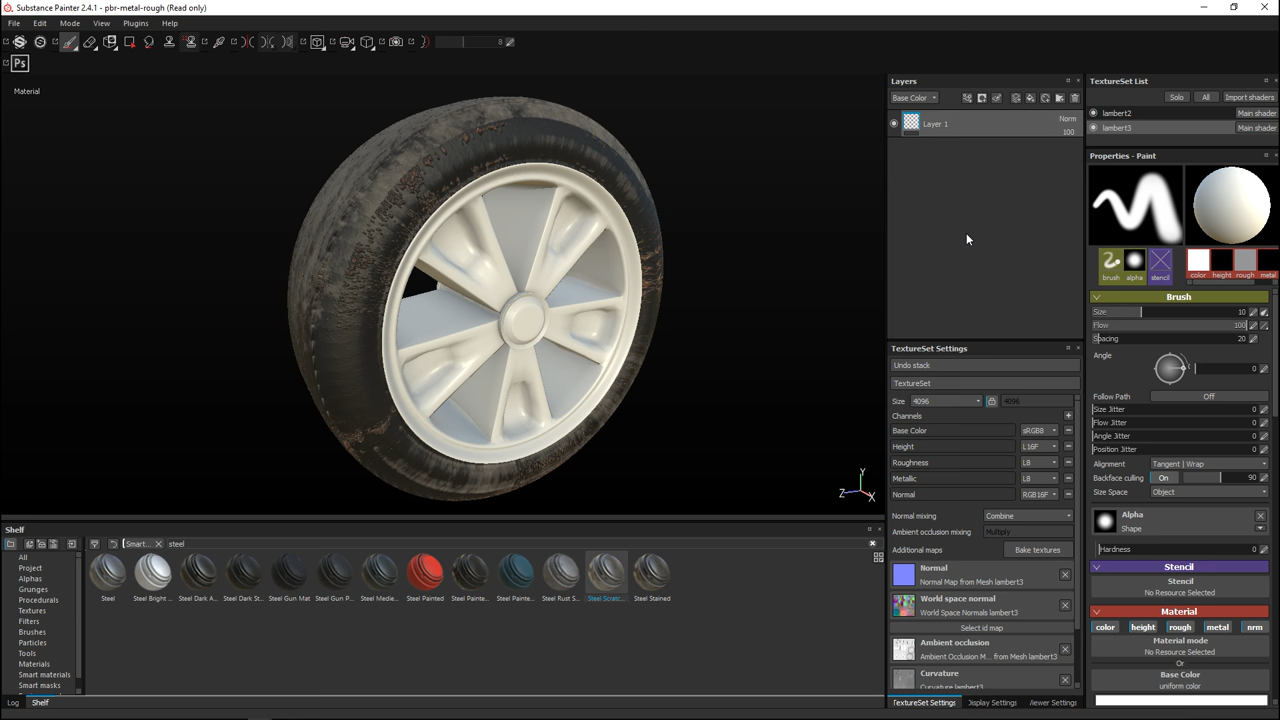 Substance Painter 2.4.1 - pbr-metal-rough (Read only)
File Edit Mode View Plugins Help
8
Ps
Material
Layers
Base Color
Layer 1
Norm
100
TextureSet List
Solo All Import shaders
lambert2 Main shader
lambert3 Main shader
Properties - Paint
brush alpha stencil color height rough metal
Brush
Size 10
Flow 100
Spacing 20
Angle
0
Follow Path Off
Size Jitter 0
Flow Jitter 0
Angle Jitter 0
Position Jitter 0
Alignment Tangent | Wrap
Backface culling On 90
Size Space Object
Alpha
Shape
Hardness 0
Stencil
Stencil
No Resource Selected
Material
color height rough metal nrm
Material mode
No Resource Selected
Or
Base Color
uniform color
TextureSet Settings
Undo stack
TextureSet
Size 4096 4096
Channels
Base Color sRGB8
Height L16F
Roughness L8
Metallic L8
Normal RGB16F
Normal mixing Combine
Ambient occlusion mixing Multiply
Additional maps Bake textures
Normal
Normal Map from Mesh lambert3
World space normal
World Space Normals lambert3
Select id map
Ambient occlusion
Ambient Occlusion M... from Mesh lambert3
Curvature
Curvature lambert3
TextureSet Settings Display Settings Viewer Settings
Y
Z
X
Shelf
Smart... steel
All
Project
Alphas
Grunges
Procedurals
Textures
Filters
Brushes
Particles
Tools
Materials
Smart materials
Smart masks
Steel Steel Bright ... Steel Dark A... Steel Dark St... Steel Gun Mat Steel Gun P... Steel Medie... Steel Painted Steel Painte... Steel Painte... Steel Rust S... Steel Scratc... Steel Stained
Log Shelf